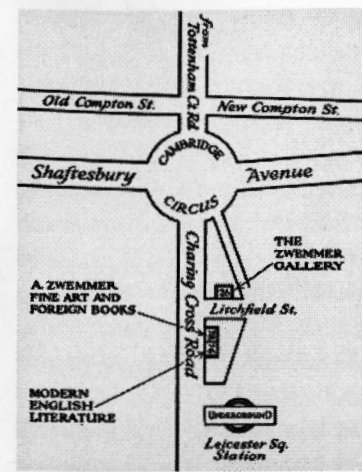 from
Tottenham Ct. Rd
Old Compton St.
New Compton St.
CAMBRIDGE
CIRCUS
Shaftesbury
Avenue
Charing Cross Road
THE
ZWEMMER
GALLERY
26
Litchfield St.
A. ZWEMMER
FINE ART AND
FOREIGN BOOKS
MODERN
ENGLISH
LITERATURE
UNDERGROUND
Leicester Sq.
Station